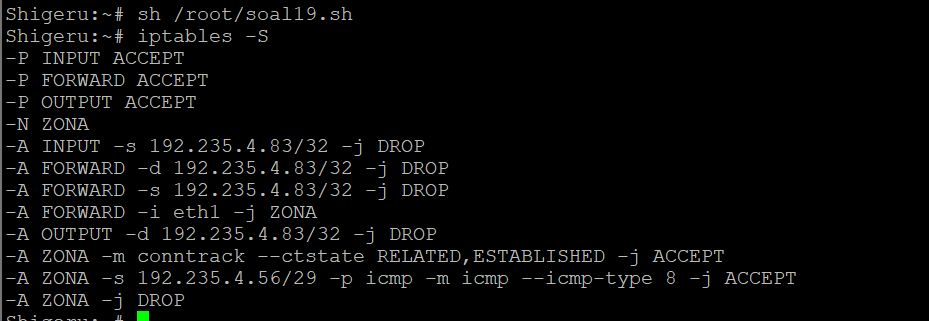 Shigeru:~# sh /root/soal19.sh
Shigeru:~# iptables -S
-P INPUT ACCEPT
-P FORWARD ACCEPT
-P OUTPUT ACCEPT
-N ZONA
-A INPUT -s 192.235.4.83/32 -j DROP
-A FORWARD -d 192.235.4.83/32 -j DROP
-A FORWARD -s 192.235.4.83/32 -j DROP
-A FORWARD -i eth1 -j ZONA
-A OUTPUT -d 192.235.4.83/32 -j DROP
-A ZONA -m conntrack --ctstate RELATED,ESTABLISHED -j ACCEPT
-A ZONA -s 192.235.4.56/29 -p icmp -m icmp --icmp-type 8 -j ACCEPT
-A ZONA -j DROP
Shigeru:~#